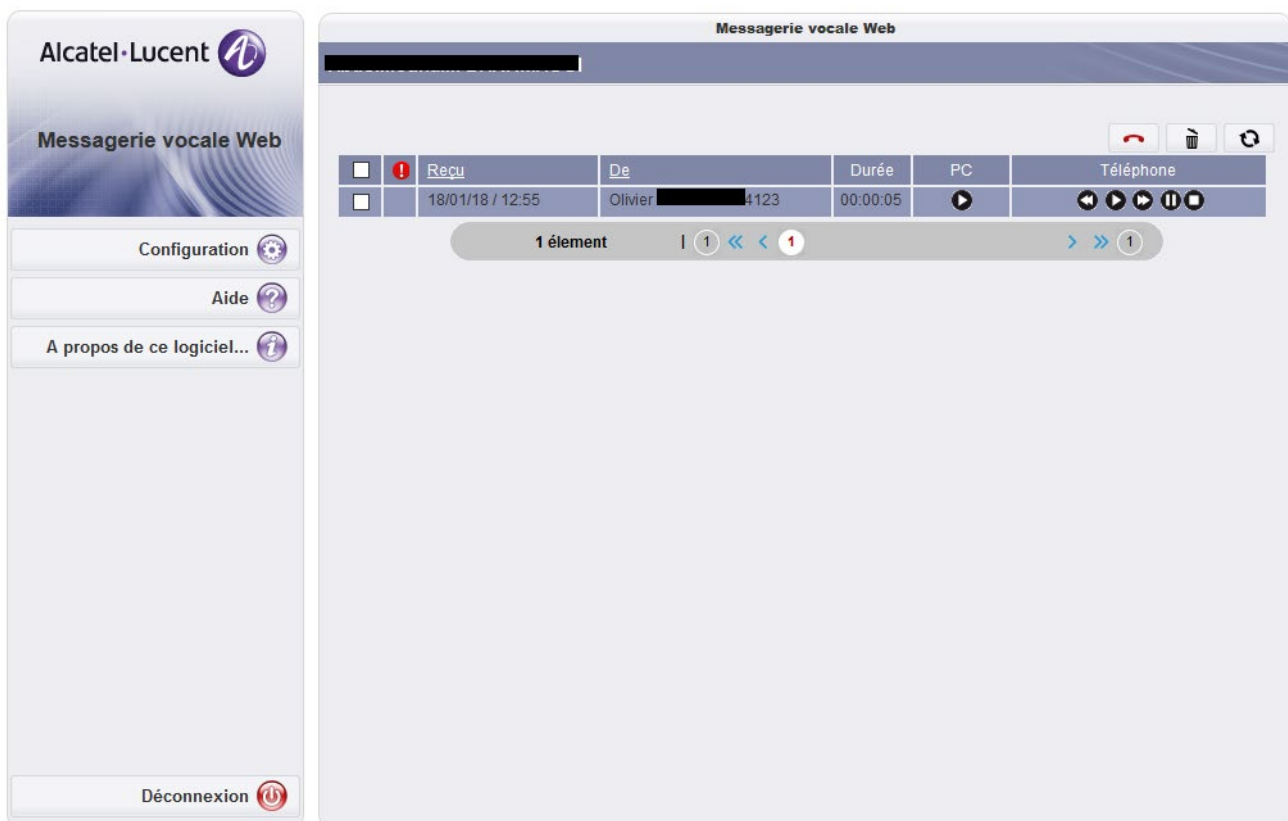 Alcatel·Lucent
Messagerie vocale Web
Configuration
Aide
A propos de ce logiciel...
Déconnexion
Messagerie vocale Web
Reçu De Durée PC Téléphone
18/01/18 / 12:55 Olivier 4123 00:00:05
1 élement | 1 « < 1 > » 1